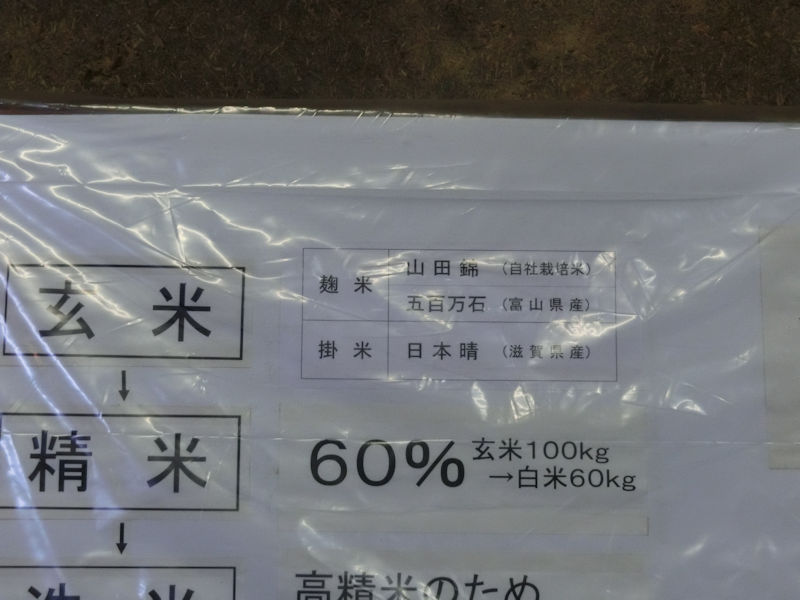 玄米
麹米 山田錦 (自社栽培米)
五百万石 (富山県産)
掛米 日本晴 (滋賀県産)
↓
精米
60% 玄米100kg
→白米60kg
↓
洗米
高精米のため